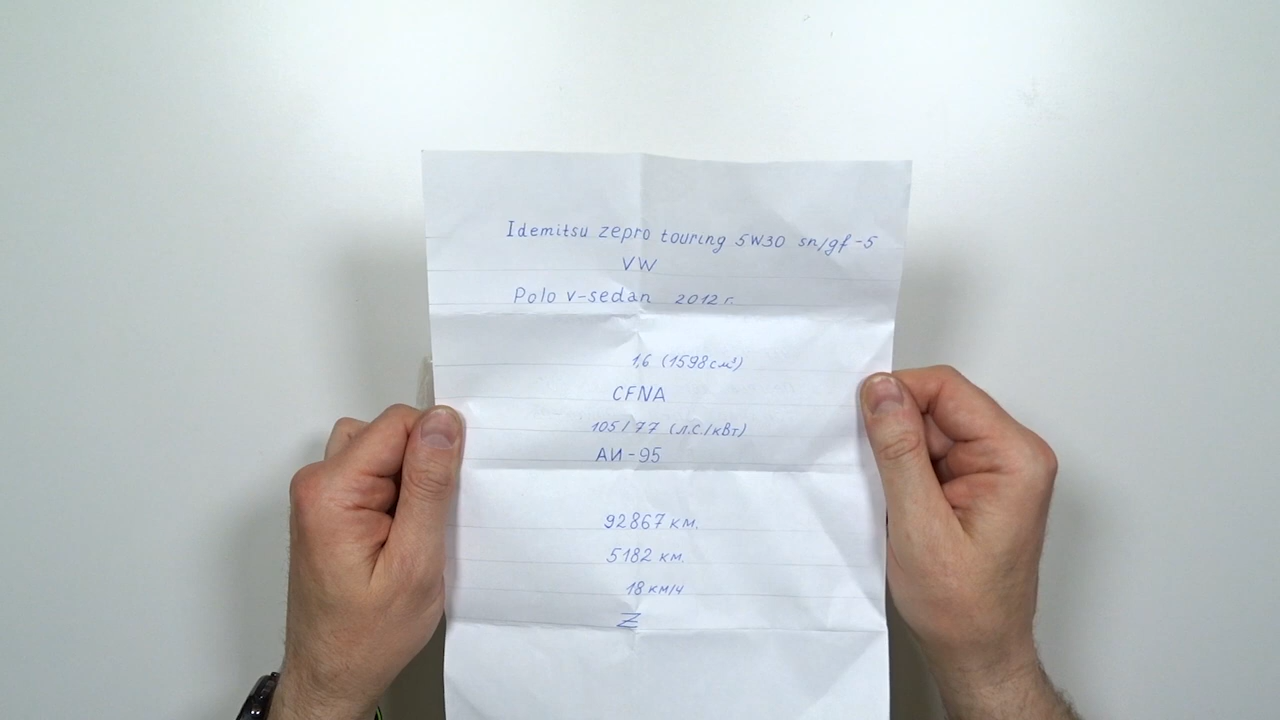 Idemitsu zepro touring 5W30 sn/gf-5
VW
Polo v-sedan 2012 г.
1,6 (1598 см³)
CFNA
105/77 (л.с./кВт)
АИ-95
92867 км.
5182 км.
18 км/ч
Z